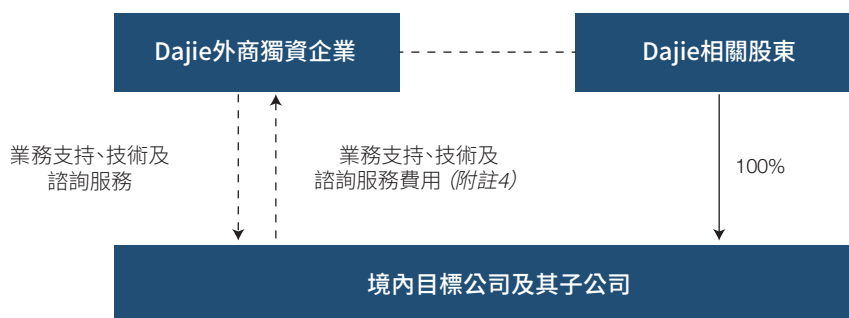 Dajie外商獨資企業
Dajie相關股東
業務支持、技術及
諮詢服務
業務支持、技術及
諮詢服務費用 (附註4)
100%
境內目標公司及其子公司